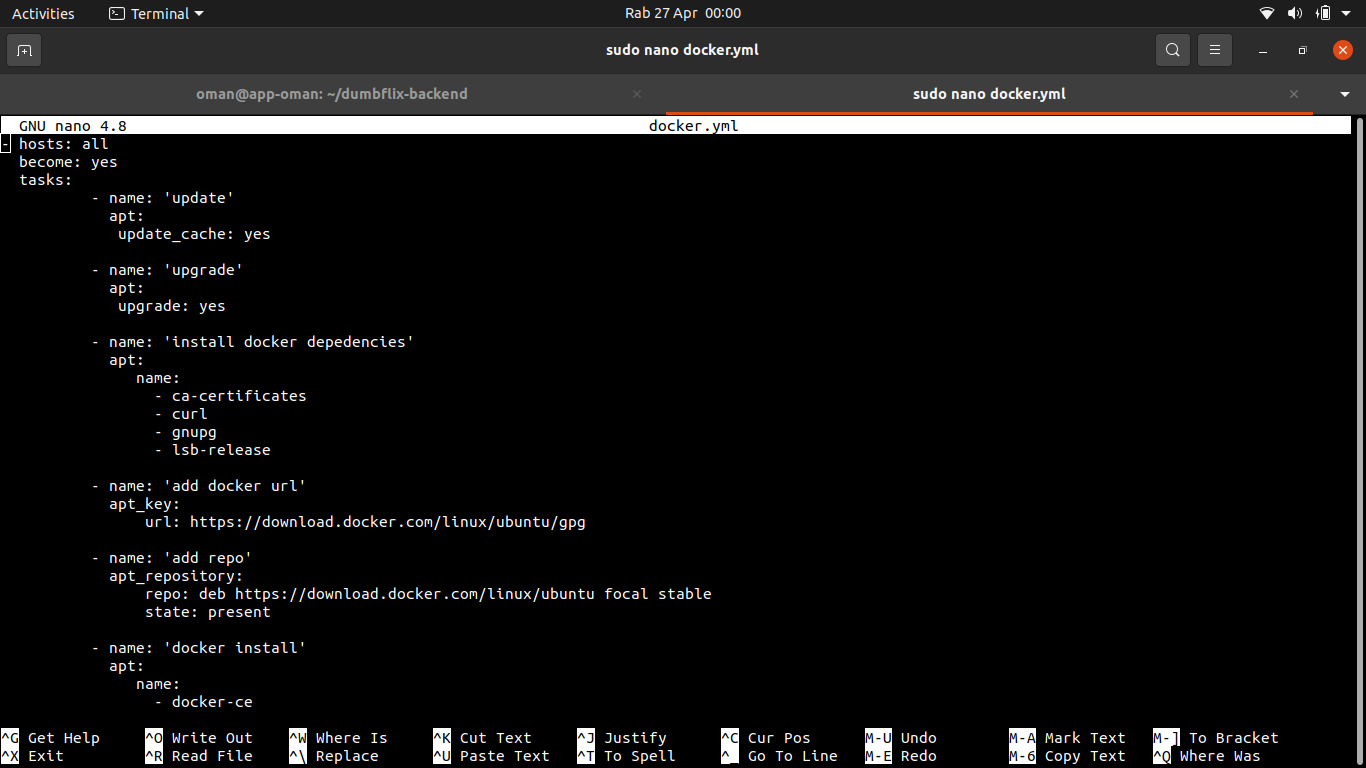 Activities Terminal Rab 27 Apr 00:00
sudo nano docker.yml
oman@app-oman: ~/dumbflix-backend sudo nano docker.yml
GNU nano 4.8 docker.yml
- hosts: all
become: yes
tasks:
- name: 'update'
apt:
update_cache: yes
- name: 'upgrade'
apt:
upgrade: yes
- name: 'install docker depedencies'
apt:
name:
- ca-certificates
- curl
- gnupg
- lsb-release
- name: 'add docker url'
apt_key:
url: https://download.docker.com/linux/ubuntu/gpg
- name: 'add repo'
apt_repository:
repo: deb https://download.docker.com/linux/ubuntu focal stable
state: present
- name: 'docker install'
apt:
name:
- docker-ce
^G Get Help ^O Write Out ^W Where Is ^K Cut Text ^J Justify ^C Cur Pos M-U Undo M-A Mark Text M-] To Bracket
^X Exit ^R Read File ^\ Replace ^U Paste Text ^T To Spell ^_ Go To Line M-E Redo M-6 Copy Text ^Q Where Was